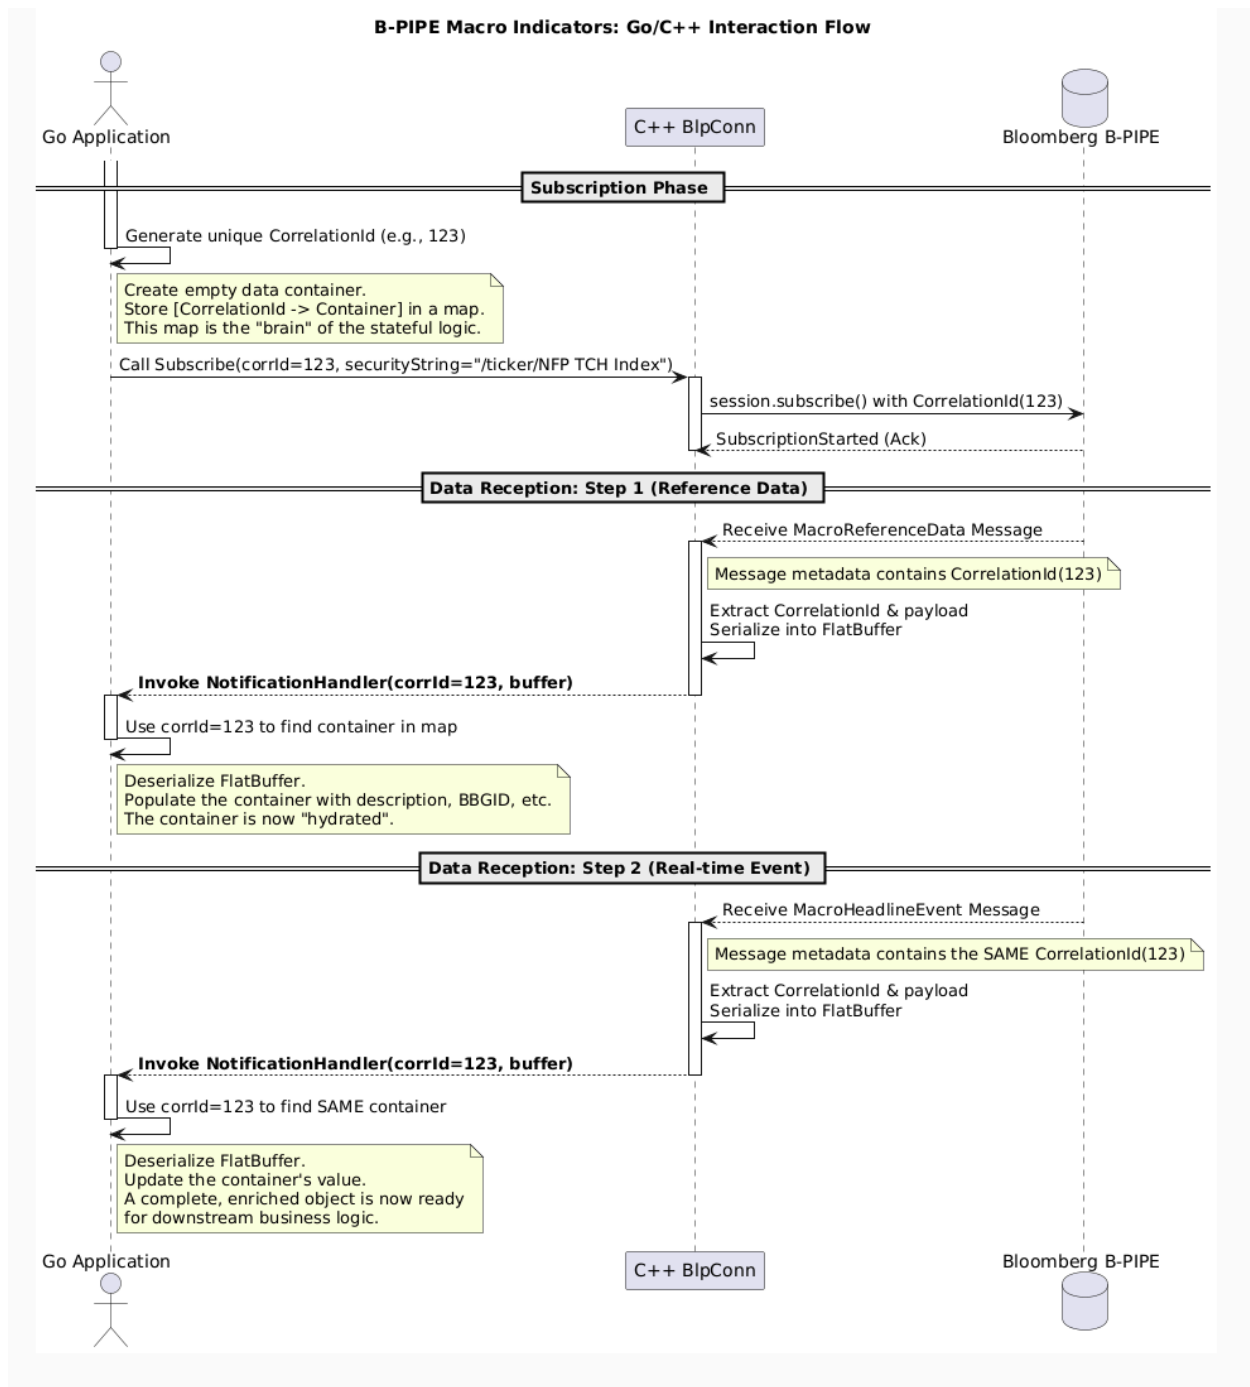 B-PIPE Macro Indicators: Go/C++ Interaction Flow
Go Application
C++ BlpConn
Bloomberg B-PIPE
Subscription Phase
Generate unique CorrelationId (e.g., 123)
Create empty data container.
Store [CorrelationId -> Container] in a map.
This map is the "brain" of the stateful logic.
Call Subscribe(corrId=123, securityString="/ticker/NFP TCH Index")
session.subscribe() with CorrelationId(123)
SubscriptionStarted (Ack)
Data Reception: Step 1 (Reference Data)
Receive MacroReferenceData Message
Message metadata contains CorrelationId(123)
Extract CorrelationId & payload
Serialize into FlatBuffer
Invoke NotificationHandler(corrId=123, buffer)
Use corrId=123 to find container in map
Deserialize FlatBuffer.
Populate the container with description, BBGID, etc.
The container is now "hydrated".
Data Reception: Step 2 (Real-time Event)
Receive MacroHeadlineEvent Message
Message metadata contains the SAME CorrelationId(123)
Extract CorrelationId & payload
Serialize into FlatBuffer
Invoke NotificationHandler(corrId=123, buffer)
Use corrId=123 to find SAME container
Deserialize FlatBuffer.
Update the container's value.
A complete, enriched object is now ready
for downstream business logic.
Go Application
C++ BlpConn
Bloomberg B-PIPE